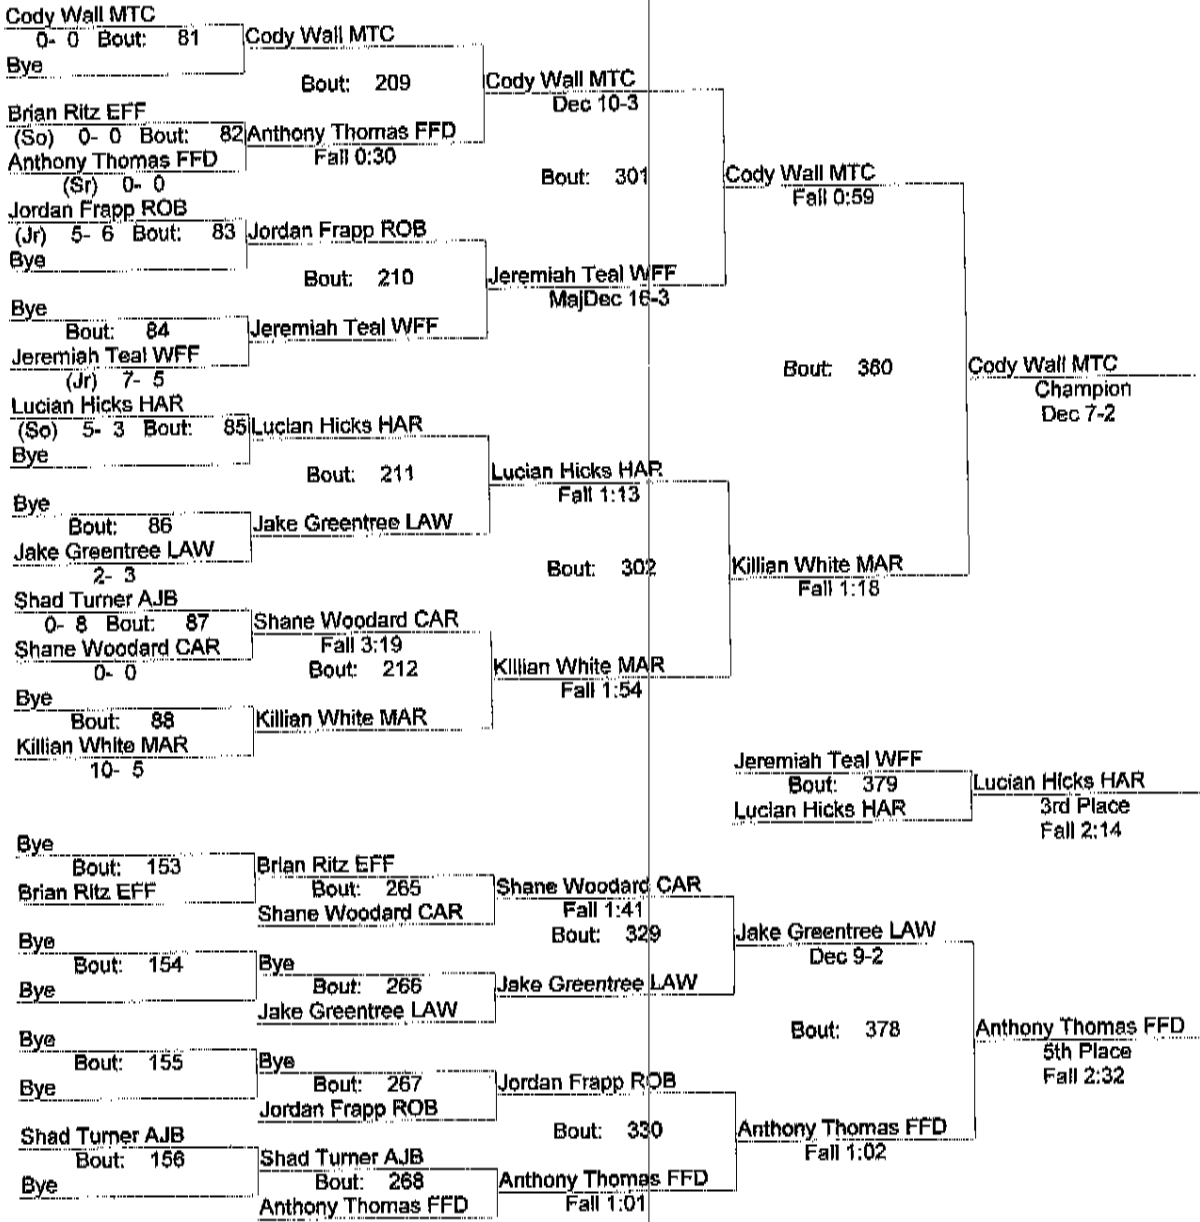 Cody Wall MTC
0- 0 Bout: 81
Bye
Cody Wall MTC
Bout: 209
Cody Wall MTC
Dec 10-3
Brian Ritz EFF
(So) 0- 0 Bout: 82
Anthony Thomas FFD
(Sr) 0- 0
Anthony Thomas FFD
Fall 0:30
Bout: 301
Cody Wall MTC
Fall 0:59
Jordan Frapp ROB
(Jr) 5- 6 Bout: 83
Bye
Jordan Frapp ROB
Bout: 210
Jeremiah Teal WFF
MajDec 16-3
Bye
Bout: 84
Jeremiah Teal WFF
(Jr) 7- 5
Jeremiah Teal WFF
Bout: 380
Cody Wall MTC
Champion
Dec 7-2
Lucian Hicks HAR
(So) 5- 3 Bout: 85
Bye
Lucian Hicks HAR
Bout: 211
Lucian Hicks HAR
Fall 1:13
Bye
Bout: 86
Jake Greentree LAW
2- 3
Jake Greentree LAW
Bout: 302
Killian White MAR
Fall 1:18
Shad Turner AJB
0- 8 Bout: 87
Shane Woodard CAR
0- 0
Shane Woodard CAR
Fall 3:19
Bout: 212
Killian White MAR
Fall 1:54
Bye
Bout: 88
Killian White MAR
10- 5
Killian White MAR
Jeremiah Teal WFF
Bout: 379
Lucian Hicks HAR
Lucian Hicks HAR
3rd Place
Fall 2:14
Bye
Bout: 153
Brian Ritz EFF
Brian Ritz EFF
Bout: 265
Shane Woodard CAR
Shane Woodard CAR
Fall 1:41
Bout: 329
Jake Greentree LAW
Dec 9-2
Bye
Bout: 154
Bye
Bye
Bout: 266
Jake Greentree LAW
Jake Greentree LAW
Bout: 378
Anthony Thomas FFD
5th Place
Fall 2:32
Bye
Bout: 155
Bye
Bye
Bout: 267
Jordan Frapp ROB
Jordan Frapp ROB
Bout: 330
Anthony Thomas FFD
Fall 1:02
Shad Turner AJB
Bout: 156
Bye
Shad Turner AJB
Bout: 268
Anthony Thomas FFD
Anthony Thomas FFD
Fall 1:01